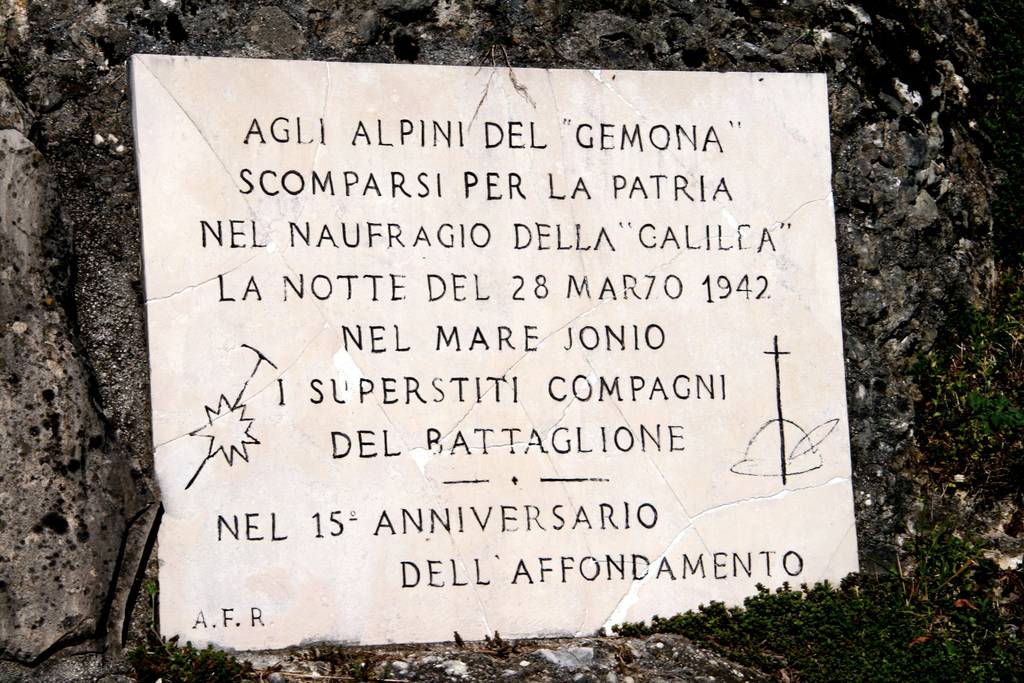 AGLI ALPINI DEL "GEMONA"
SCOMPARSI PER LA PATRIA
NEL NAUFRAGIO DELLA "GALILEA"
LA NOTTE DEL 28 MARZO 1942
NEL MARE JONIO
I SUPERSTITI COMPAGNI
DEL BATTAGLIONE
NEL 15° ANNIVERSARIO
DELL'AFFONDAMENTO
A.F.R.